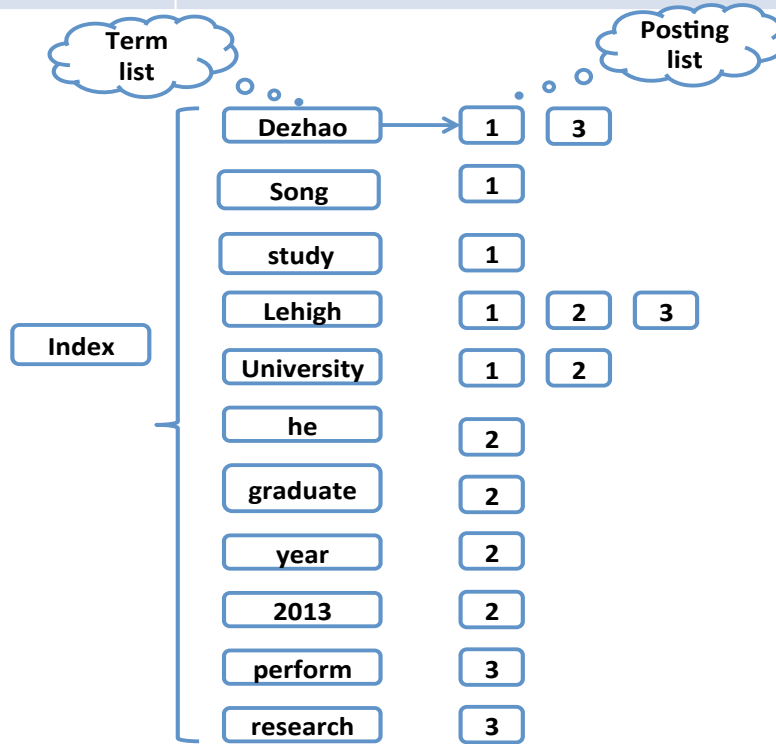 Term
list
Posting
list
Dezhao 1 3
Song 1
study 1
Lehigh 1 2 3
Index
University 1 2
he 2
graduate 2
year 2
2013 2
perform 3
research 3